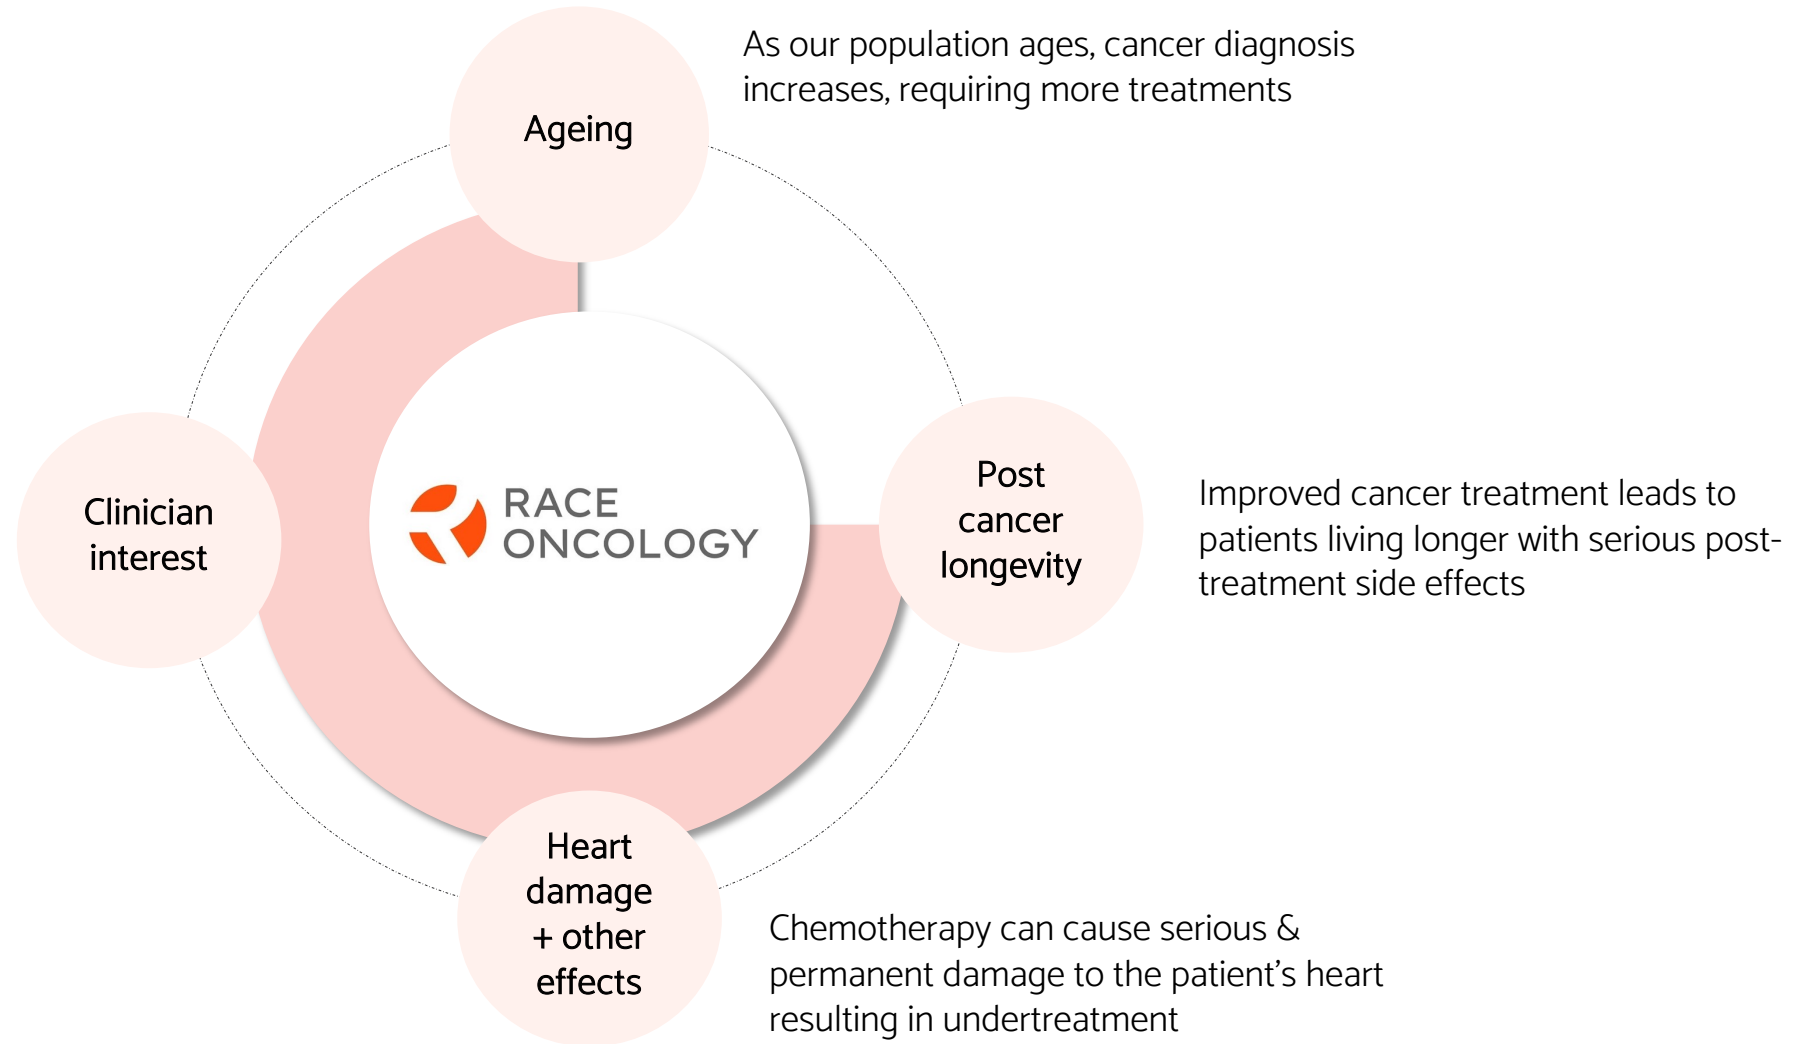 Ageing
As our population ages, cancer diagnosis
increases, requiring more treatments
Clinician
interest
RACE
ONCOLOGY
Post
cancer
longevity
Improved cancer treatment leads to
patients living longer with serious post-
treatment side effects
Heart
damage
+ other
effects
Chemotherapy can cause serious &
permanent damage to the patient’s heart
resulting in undertreatment